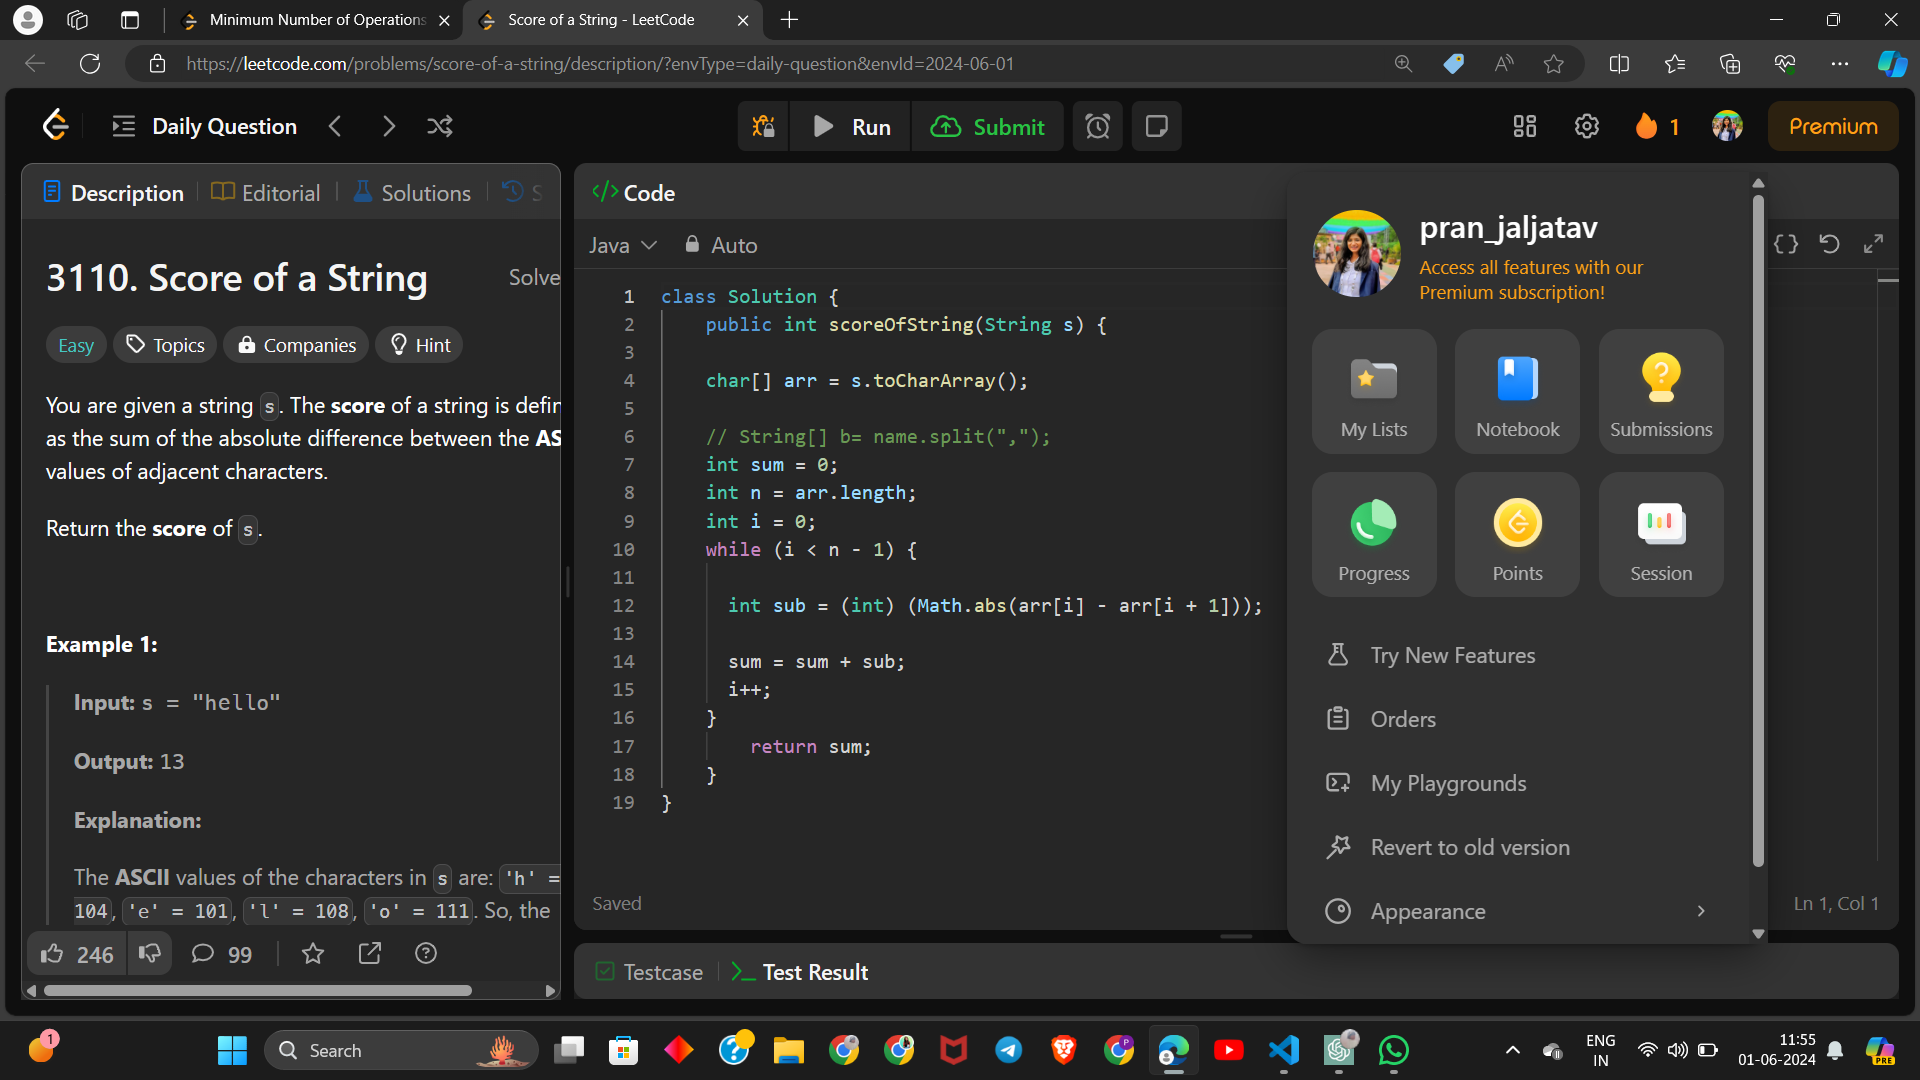 Minimum Number of Operations
Score of a String - LeetCode
https://leetcode.com/problems/score-of-a-string/description/?envType=daily-question&envId=2024-06-01
Daily Question
Run
Submit
1
Premium
Description
Editorial
Solutions
S
3110. Score of a String
Solve
Easy
Topics
Companies
Hint
You are given a string s. The score of a string is defin
as the sum of the absolute difference between the AS
values of adjacent characters.
Return the score of s.
Example 1:
Input: s = "hello"
Output: 13
Explanation:
The ASCII values of the characters in s are: 'h' =
104, 'e' = 101, 'l' = 108, 'o' = 111. So, the
246
99
</> Code
Java
Auto
1 class Solution {
2 public int scoreOfString(String s) {
3
4 char[] arr = s.toCharArray();
5
6 // String[] b= name.split(",");
7 int sum = 0;
8 int n = arr.length;
9 int i = 0;
10 while (i < n - 1) {
11
12 int sub = (int) (Math.abs(arr[i] - arr[i + 1]));
13
14 sum = sum + sub;
15 i++;
16 }
17 return sum;
18 }
19 }
Saved
Ln 1, Col 1
Testcase
Test Result
pran_jaljatav
Access all features with our
Premium subscription!
My Lists
Notebook
Submissions
Progress
Points
Session
Try New Features
Orders
My Playgrounds
Revert to old version
Appearance
1
Search
P
ENG
IN
11:55
01-06-2024
PRE